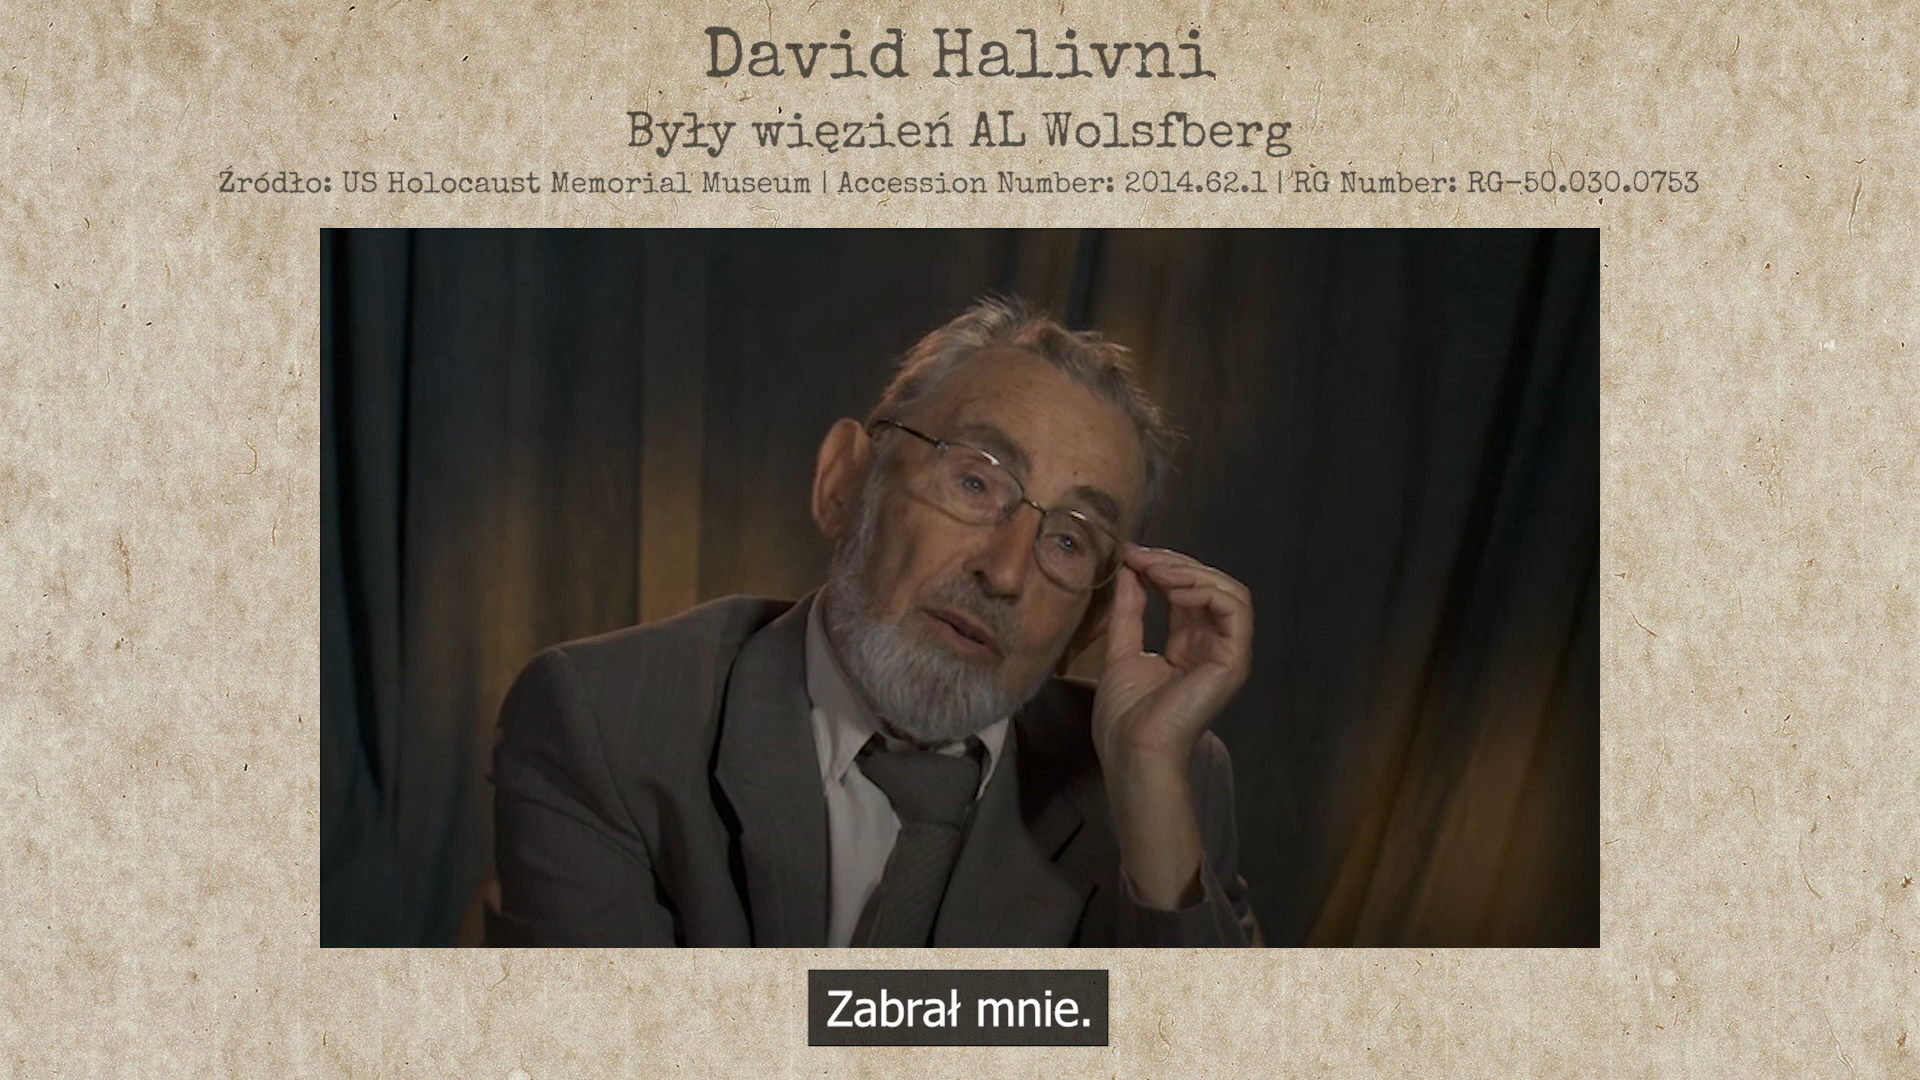 David Halivni
Były więzień AL Wolsfberg
Źródło: US Holocaust Memorial Museum | Accession Number: 2014.62.1 | RG Number: RG-50.030.0753
Zabrał mnie.